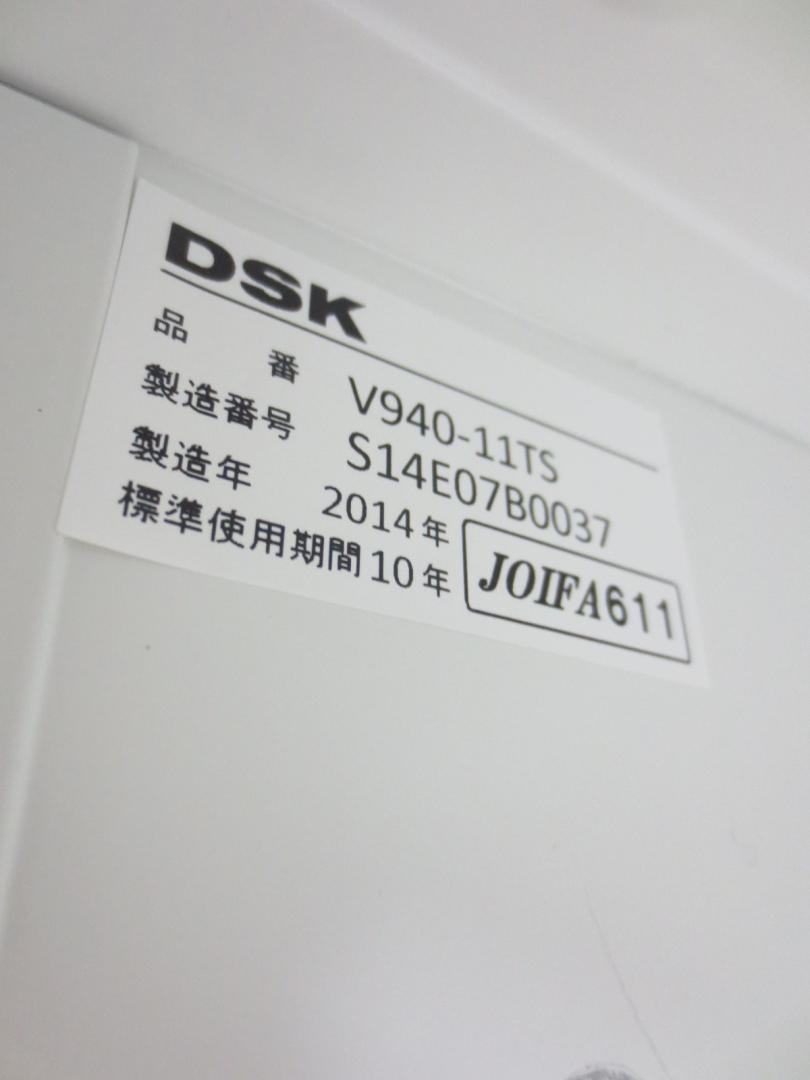 DSK
品番 V940-11TS
製造番号 S14E07B0037
製造年 2014年
標準使用期間10年
JOIFA611